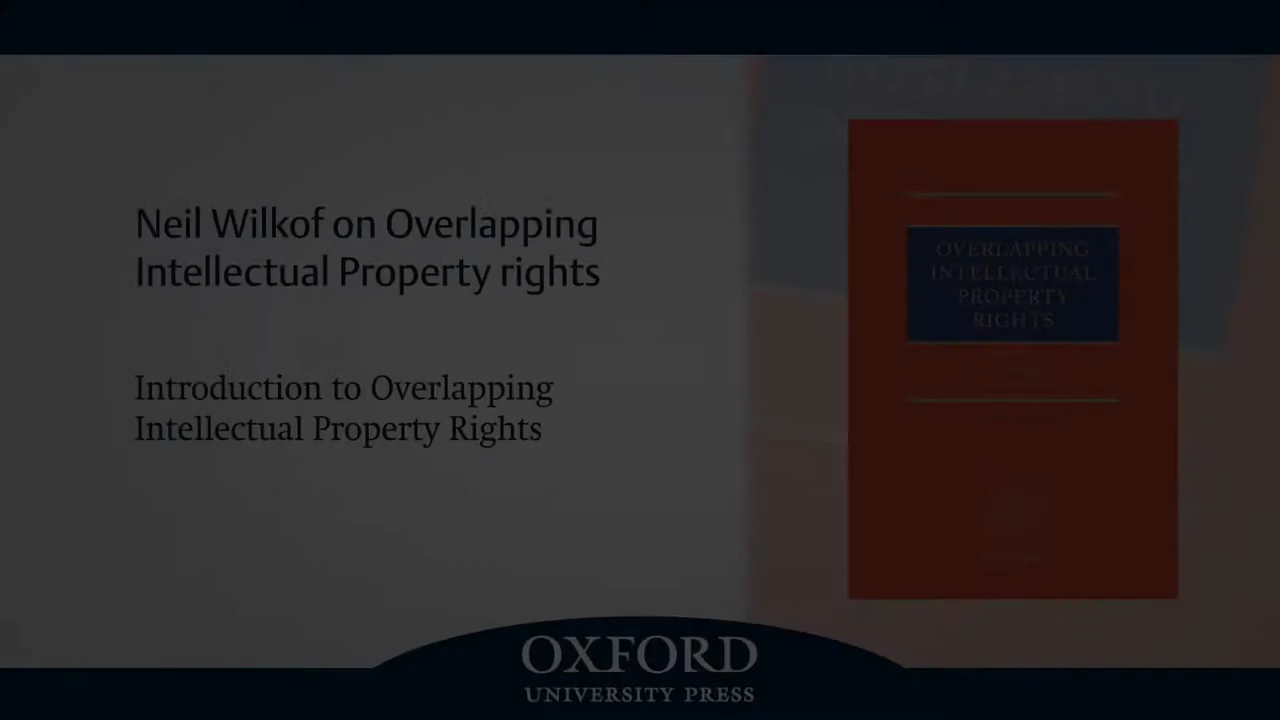 Neil Wilkof on Overlapping
Intellectual Property rights
Introduction to Overlapping
Intellectual Property Rights
OVERLAPPING
OVERLAPPING
INTELLECTUAL
PROPERTY
RIGHTS
OXFORD
UNIVERSITY PRESS